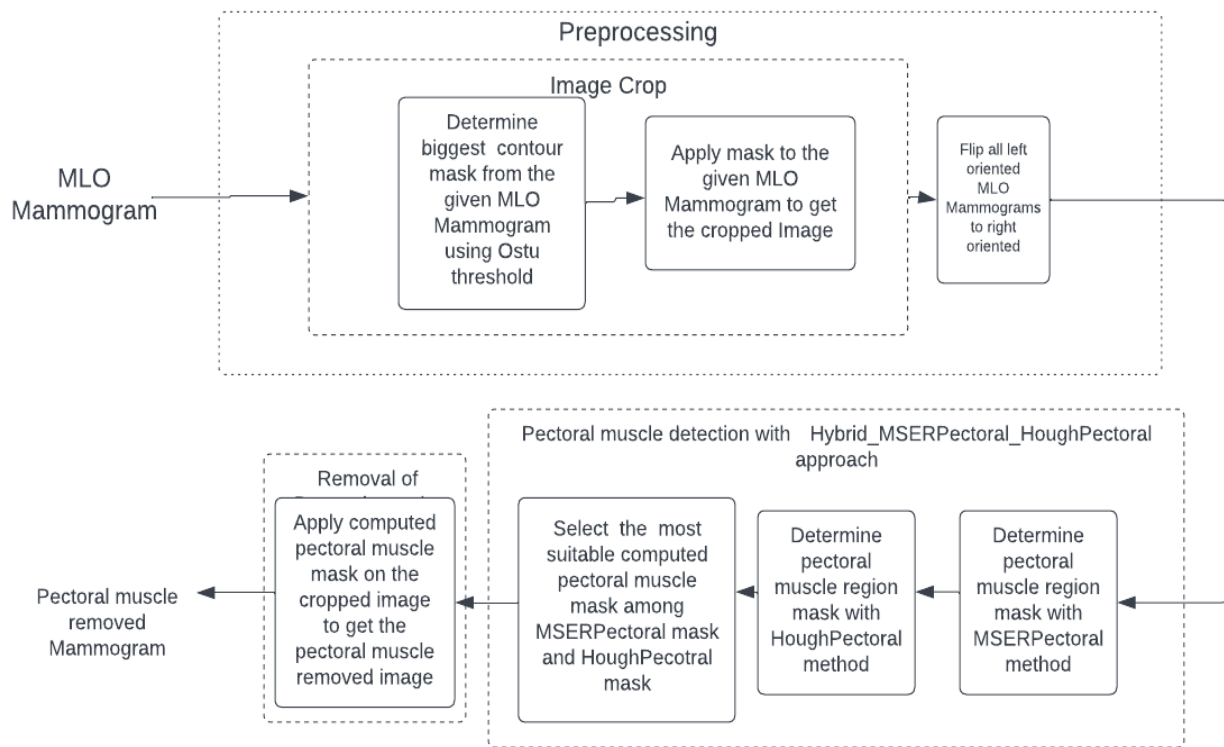 Preprocessing
Image Crop
MLO
Mammogram
Determine
biggest contour
mask from the
given MLO
Mammogram
using Ostu
threshold
Apply mask to the
given MLO
Mammogram to get
the cropped Image
Flip all left
oriented
MLO
Mammograms
to right
oriented
Pectoral muscle detection with Hybrid_MSERPectoral_HoughPectoral
approach
Determine
pectoral
muscle region
mask with
MSERPectoral
method
Determine
pectoral
muscle region
mask with
HoughPectoral
method
Select the most
suitable computed
pectoral muscle
mask among
MSERPectoral mask
and HoughPecotral
mask
Removal of
Apply computed
pectoral muscle
mask on the
cropped image
to get the
pectoral muscle
removed image
Pectoral muscle
removed
Mammogram